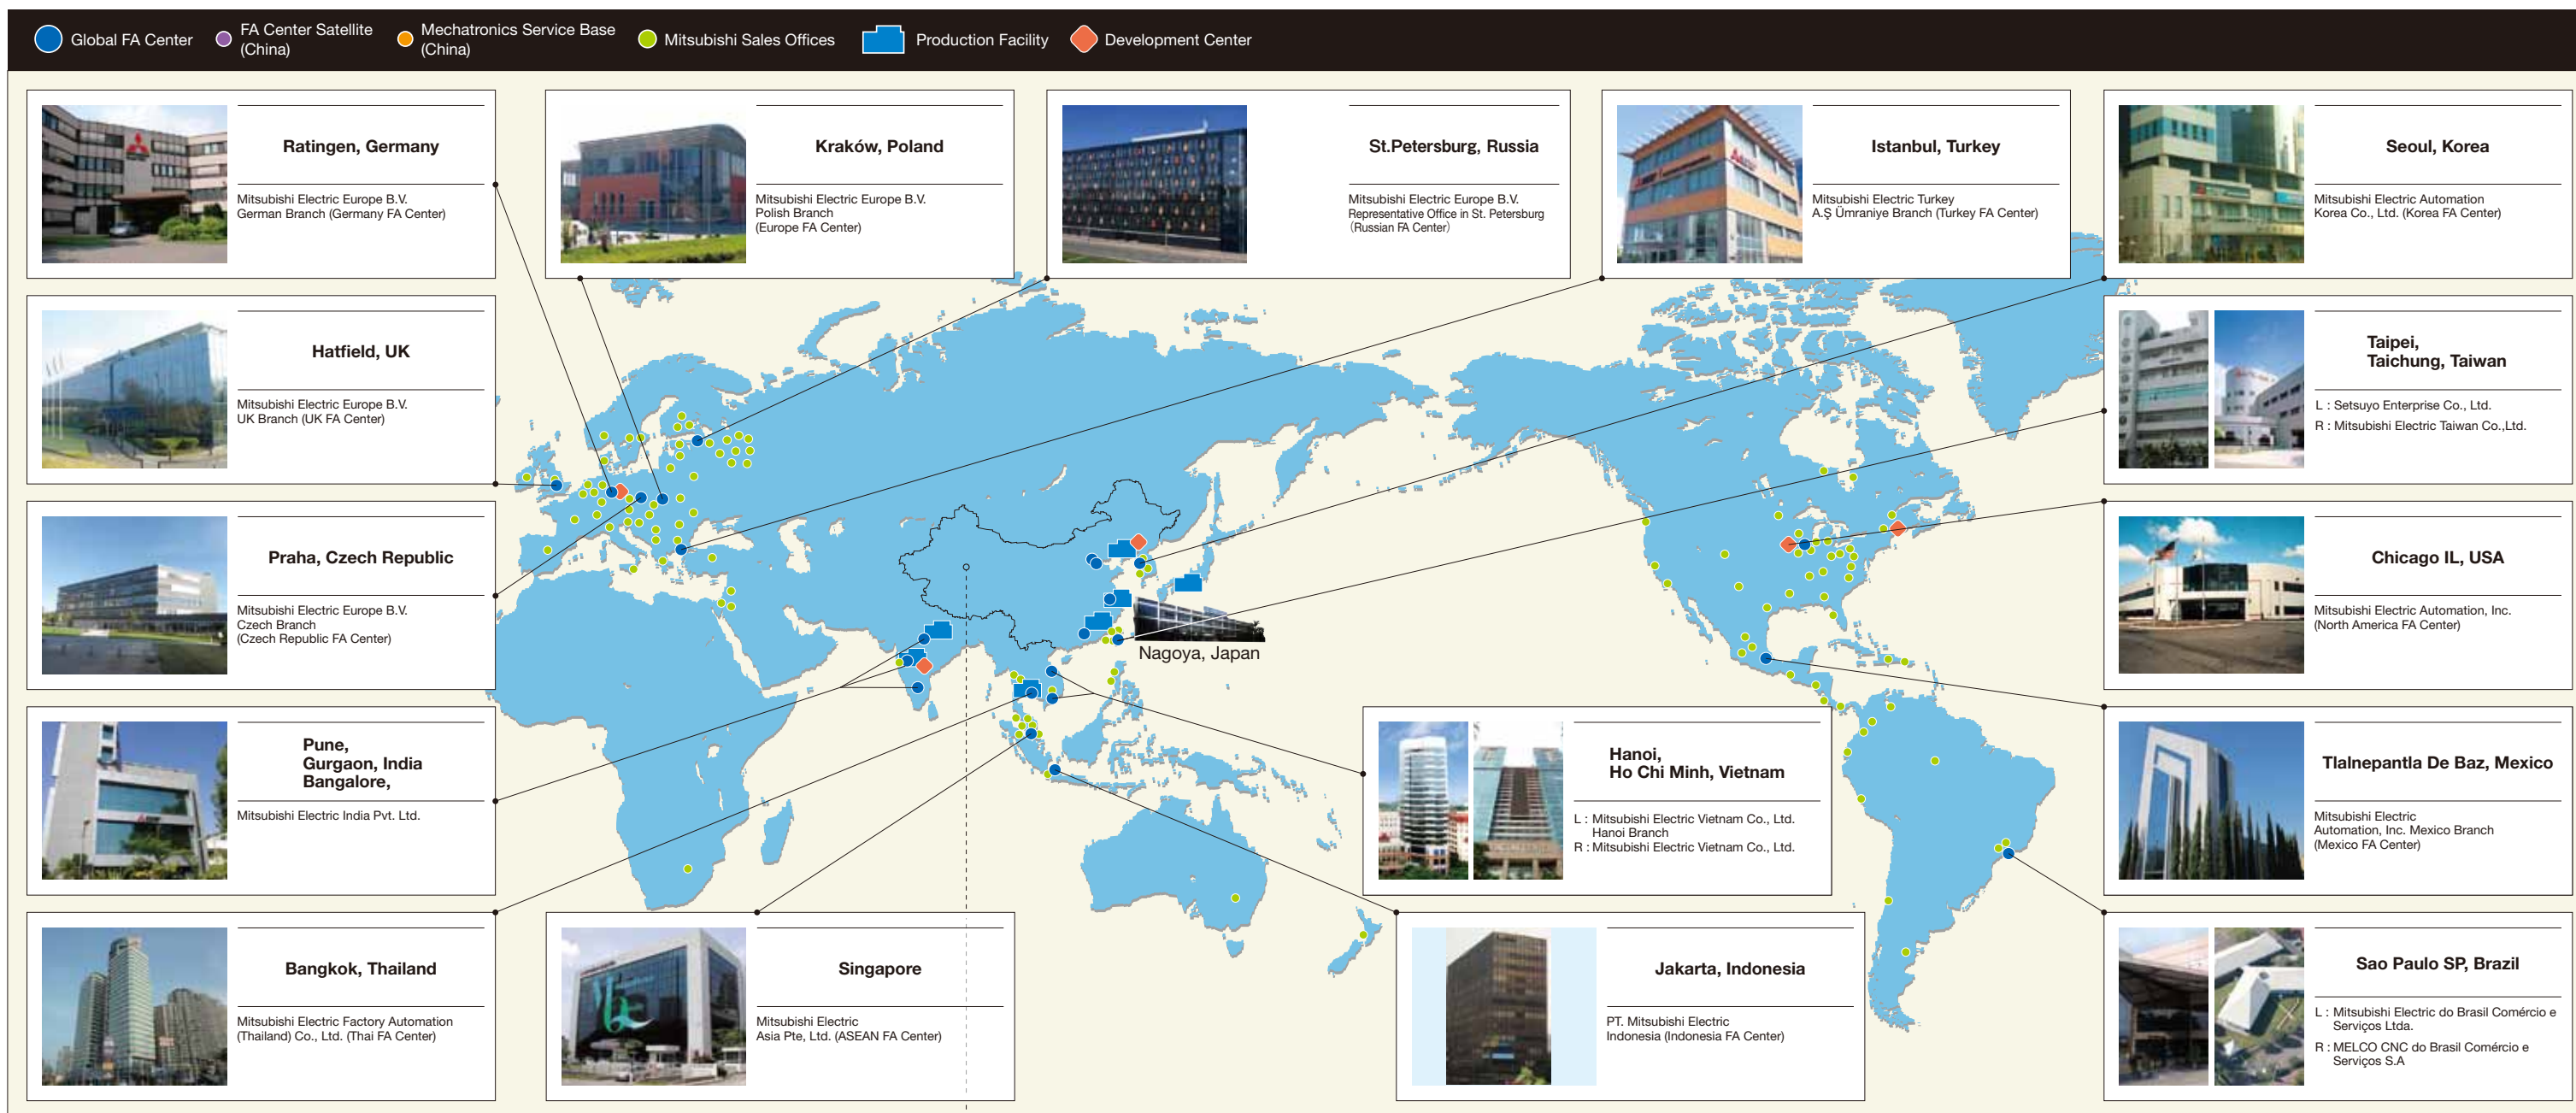 Global FA Center
FA Center Satellite
(China)
Mechatronics Service Base
(China)
Mitsubishi Sales Offices
Production Facility
Development Center
Ratingen, Germany
Mitsubishi Electric Europe B.V.
German Branch (Germany FA Center)
Kraków, Poland
Mitsubishi Electric Europe B.V.
Polish Branch
(Europe FA Center)
St.Petersburg, Russia
Mitsubishi Electric Europe B.V.
Representative Office in St. Petersburg
(Russian FA Center)
Istanbul, Turkey
Mitsubishi Electric Turkey
A.Ş Ümraniye Branch (Turkey FA Center)
Seoul, Korea
Mitsubishi Electric Automation
Korea Co., Ltd. (Korea FA Center)
Hatfield, UK
Mitsubishi Electric Europe B.V.
UK Branch (UK FA Center)
Taipei,
Taichung, Taiwan
L : Setsuyo Enterprise Co., Ltd.
R : Mitsubishi Electric Taiwan Co.,Ltd.
Praha, Czech Republic
Mitsubishi Electric Europe B.V.
Czech Branch
(Czech Republic FA Center)
Chicago IL, USA
Mitsubishi Electric Automation, Inc.
(North America FA Center)
Nagoya, Japan
Pune,
Gurgaon, India
Bangalore,
Mitsubishi Electric India Pvt. Ltd.
Hanoi,
Ho Chi Minh, Vietnam
L : Mitsubishi Electric Vietnam Co., Ltd.
Hanoi Branch
R : Mitsubishi Electric Vietnam Co., Ltd.
Tlalnepantla De Baz, Mexico
Mitsubishi Electric
Automation, Inc. Mexico Branch
(Mexico FA Center)
Bangkok, Thailand
Mitsubishi Electric Factory Automation
(Thailand) Co., Ltd. (Thai FA Center)
Singapore
Mitsubishi Electric
Asia Pte, Ltd. (ASEAN FA Center)
Jakarta, Indonesia
PT. Mitsubishi Electric
Indonesia (Indonesia FA Center)
Sao Paulo SP, Brazil
L : Mitsubishi Electric do Brasil Comércio e
Serviços Ltda.
R : MELCO CNC do Brasil Comércio e
Serviços S.A